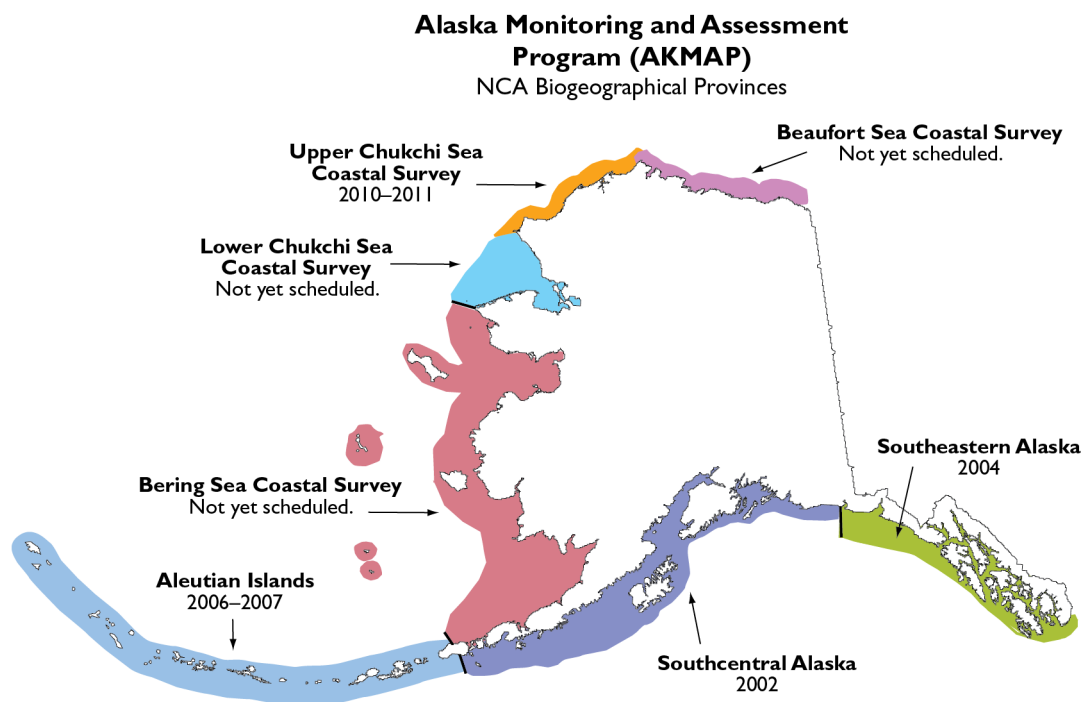 Alaska Monitoring and Assessment
Program (AKMAP)
NCA Biogeographical Provinces
Beaufort Sea Coastal Survey
Not yet scheduled.
Upper Chukchi Sea
Coastal Survey
2010–2011
Lower Chukchi Sea
Coastal Survey
Not yet scheduled.
Southeastern Alaska
2004
Bering Sea Coastal Survey
Not yet scheduled.
Aleutian Islands
2006–2007
Southcentral Alaska
2002